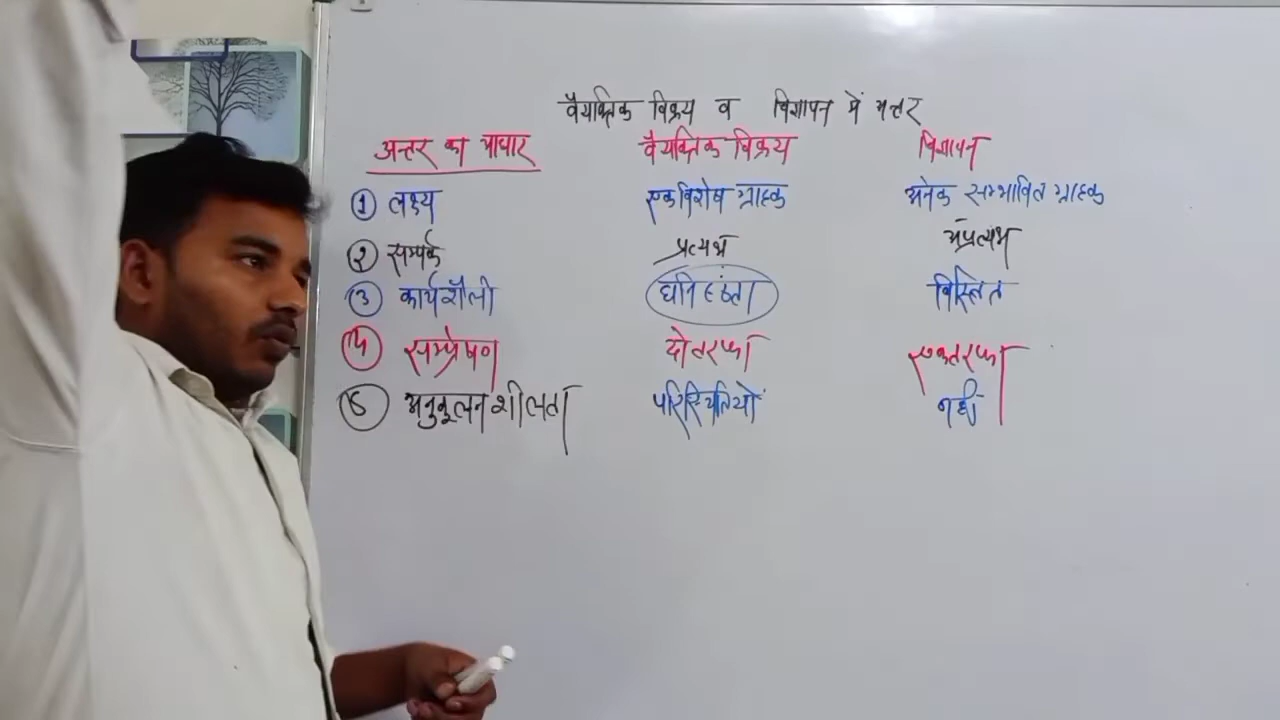 वैयक्तिक विक्रय व विज्ञापन में अन्तर
अन्तर का आधार वैयक्तिक विक्रय विज्ञापन
① लक्ष्य एक विशेष ग्राहक अनेक सम्भावित ग्राहक
② सम्पर्क प्रत्यक्ष अप्रत्यक्ष
③ कार्यशैली घनिष्ठता विस्तित
④ सम्प्रेषण दोतरफा एकतरफा
⑤ अनुकूलनशीलता परिस्थितियों नहीं